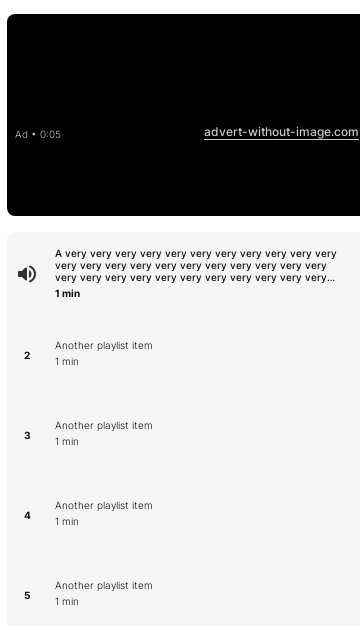 Ad • 0:05
advert-without-image.com
A very very very very very very very very very very very
very very very very very very very very very very very
very very very very very very very very very very very...
1 min
2
Another playlist item
1 min
3
Another playlist item
1 min
4
Another playlist item
1 min
5
Another playlist item
1 min